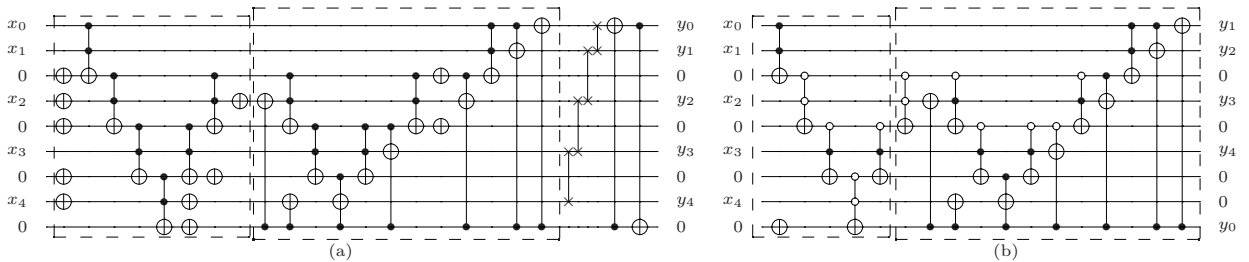 x₀ y₀ x₀ y₁
x₁ y₁ x₁ y₂
0 0 0 0
x₂ y₂ x₂ y₃
0 0 0 0
x₃ y₃ x₃ y₄
0 0 0 0
x₄ y₄ x₄ 0
0 0 0 y₀
(a) (b)